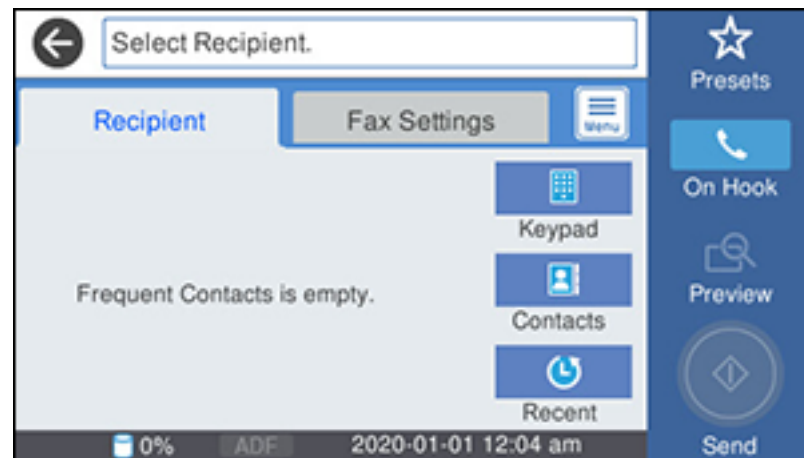 Select Recipient.
Presets
Recipient
Fax Settings
Menu
On Hook
Keypad
Frequent Contacts is empty.
Preview
Contacts
Recent
0% ADF 2020-01-01 12:04 am
Send